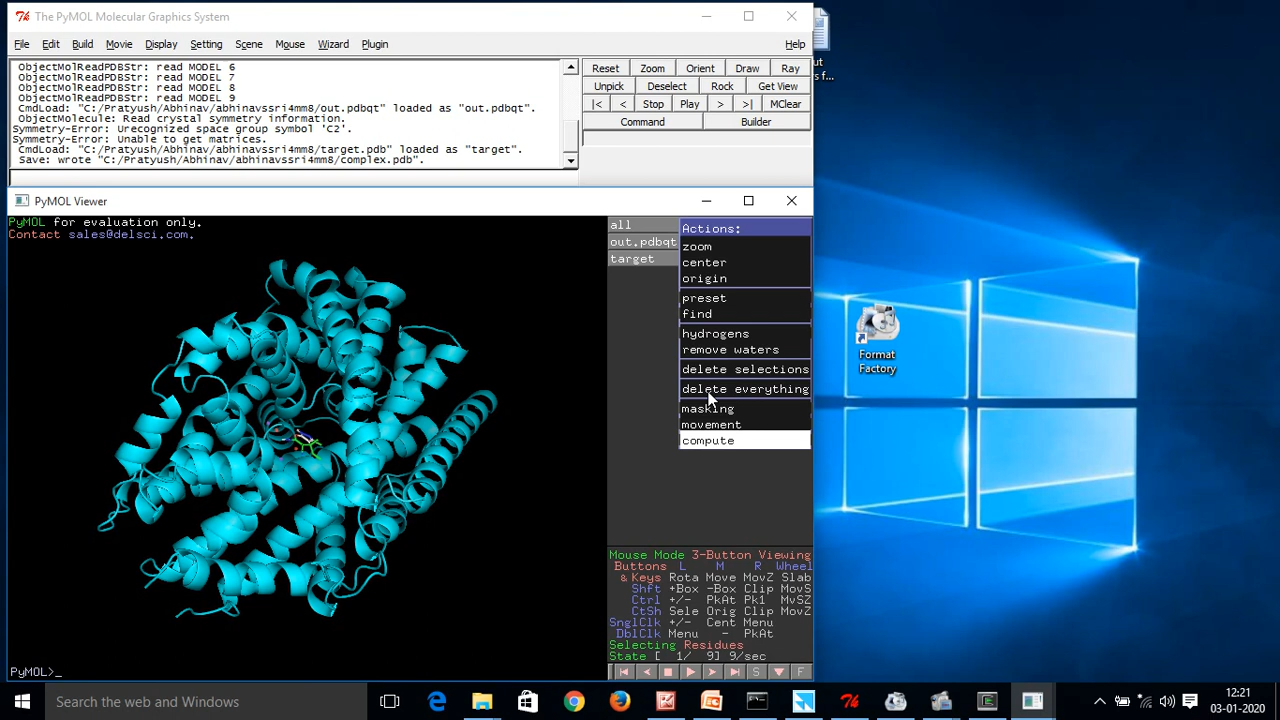 The PyMOL Molecular Graphics System
File Edit Build Movie Display Setting Scene Mouse Wizard Plugin Help
ObjectMolReadPDBStr: read MODEL 6
ObjectMolReadPDBStr: read MODEL 7
ObjectMolReadPDBStr: read MODEL 8
ObjectMolReadPDBStr: read MODEL 9
CmdLoad: "C:/Pratyush/Abhinav/abhinavssri4mm8/out.pdbqt" loaded as "out.pdbqt".
ObjectMolecule: Read crystal symmetry information.
Symmetry-Error: Unrecognized space group symbol 'C2'.
Symmetry-Error: Unable to get matrices.
CmdLoad: "C:/Pratyush/Abhinav/abhinavssri4mm8/target.pdb" loaded as "target".
Save: wrote "C:/Pratyush/Abhinav/abhinavssri4mm8/complex.pdb".
Reset Zoom Orient Draw Ray
Unpick Deselect Rock Get View
|< < Stop Play > >| MClear
Command Builder
PyMOL Viewer
PyMOL for evaluation only.
Contact sales@delsci.com.
all
out.pdbqt
target
Actions:
zoom
center
origin
preset
find
hydrogens
remove waters
delete selections
delete everything
masking
movement
compute
Mouse Mode 3-Button Viewing
Buttons L M R Wheel
& Keys Rota Move MovZ Slab
Shft +Box -Box Clip MovS
Ctrl +/- PkAt Pk1 MvSZ
CtSh Sele Orig Clip MovZ
SnglClk +/- Cent Menu
DblClk Menu - PkAt
Selecting Residues
State [ 1/ 9] 9/sec
S F
PyMOL>_
Format
Factory
Search the web and Windows
12:21
03-01-2020